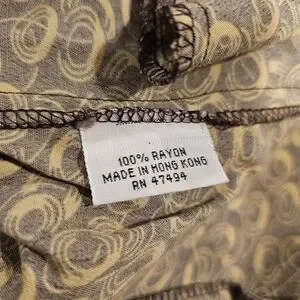 100% RAYON
MADE IN HONG KONG
RN 47494